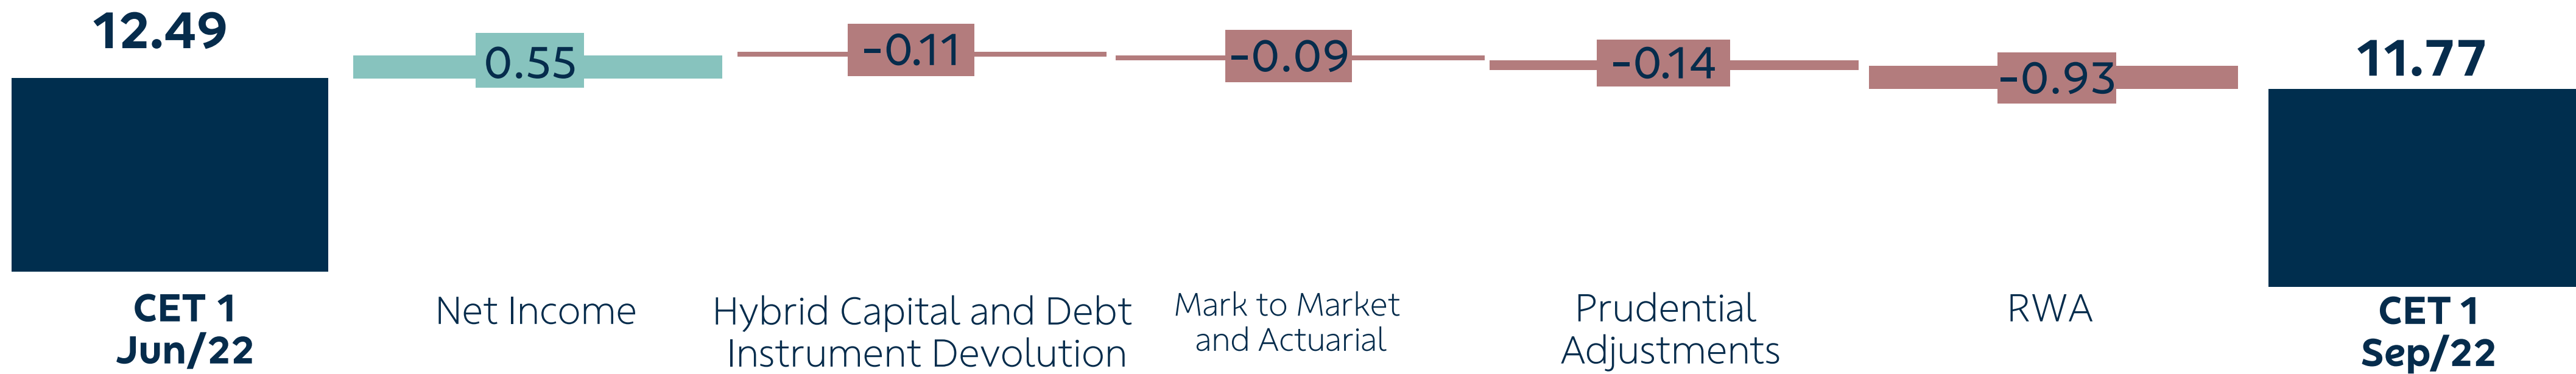 12.49
0.55
-0.11
-0.09
-0.14
-0.93
11.77
CET 1
Jun/22
Net Income
Hybrid Capital and Debt
Instrument Devolution
Mark to Market
and Actuarial
Prudential
Adjustments
RWA
CET 1
Sep/22